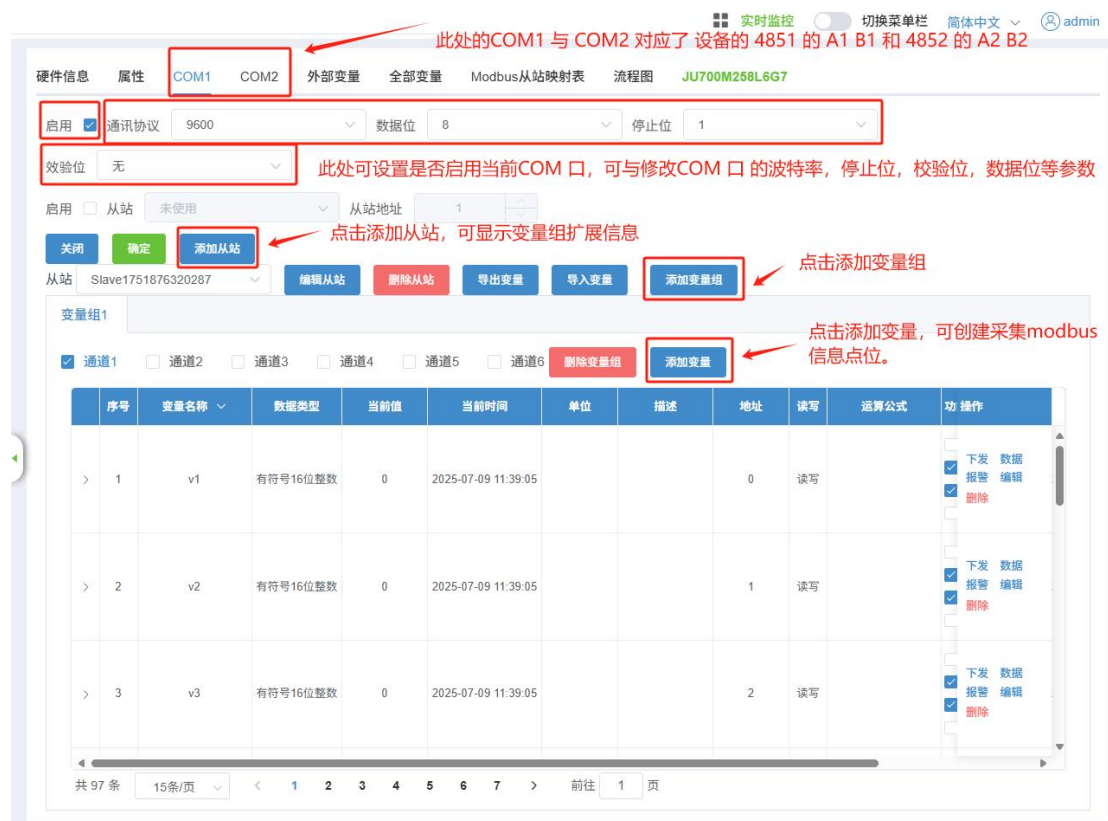 实时监控 切换菜单栏 简体中文 admin
此处的COM1 与 COM2 对应了 设备的 4851 的 A1 B1 和 4852 的 A2 B2
硬件信息 属性 COM1 COM2 外部变量 全部变量 Modbus从站映射表 流程图 JU700M258L6G7
启用 通讯协议 9600 数据位 8 停止位 1
效验位 无
此处可设置是否启用当前COM 口，可与修改COM 口 的波特率，停止位，校验位，数据位等参数
启用 从站 未使用 从站地址 1
点击添加从站，可显示变量组扩展信息
关闭 确定 添加从站
点击添加变量组
从站 Slave1751876320287 编辑从站 删除从站 导出变量 导入变量 添加变量组
变量组1
点击添加变量，可创建采集modbus
信息点位。
通道1 通道2 通道3 通道4 通道5 通道6 删除变量组 添加变量
序号 变量名称 数据类型 当前值 当前时间 单位 描述 地址 读写 运算公式 功 操作
1 v1 有符号16位整数 0 2025-07-09 11:39:05 0 读写
下发 数据
报警 编辑
删除
2 v2 有符号16位整数 0 2025-07-09 11:39:05 1 读写
下发 数据
报警 编辑
删除
3 v3 有符号16位整数 0 2025-07-09 11:39:05 2 读写
下发 数据
报警 编辑
删除
共 97 条 15条/页 1 2 3 4 5 6 7 前往 1 页